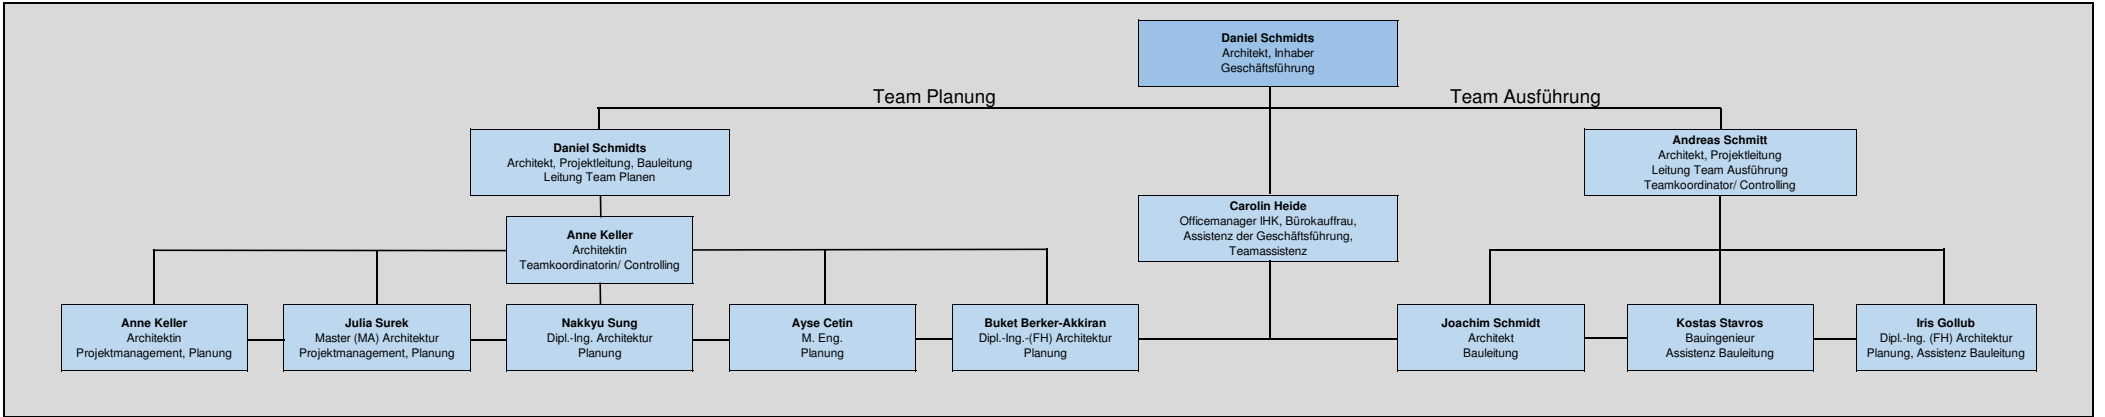 Daniel Schmidts
Architekt, Inhaber
Geschäftsführung
Team Planung
Team Ausführung
Daniel Schmidts
Architekt, Projektleitung, Bauleitung
Leitung Team Planen
Andreas Schmitt
Architekt, Projektleitung
Leitung Team Ausführung
Teamkoordinator/ Controlling
Carolin Heide
Officemanager IHK, Bürokauffrau,
Assistenz der Geschäftsführung,
Teamassistenz
Anne Keller
Architektin
Teamkoordinatorin/ Controlling
Anne Keller
Architektin
Projektmanagement, Planung
Julia Surek
Master (MA) Architektur
Projektmanagement, Planung
Nakkyu Sung
Dipl.-Ing. Architektur
Planung
Ayse Cetin
M. Eng.
Planung
Buket Berker-Akkiran
Dipl.-Ing.-(FH) Architektur
Planung
Joachim Schmidt
Architekt
Bauleitung
Kostas Stavros
Bauingenieur
Assistenz Bauleitung
Iris Gollub
Dipl.-Ing. (FH) Architektur
Planung, Assistenz Bauleitung